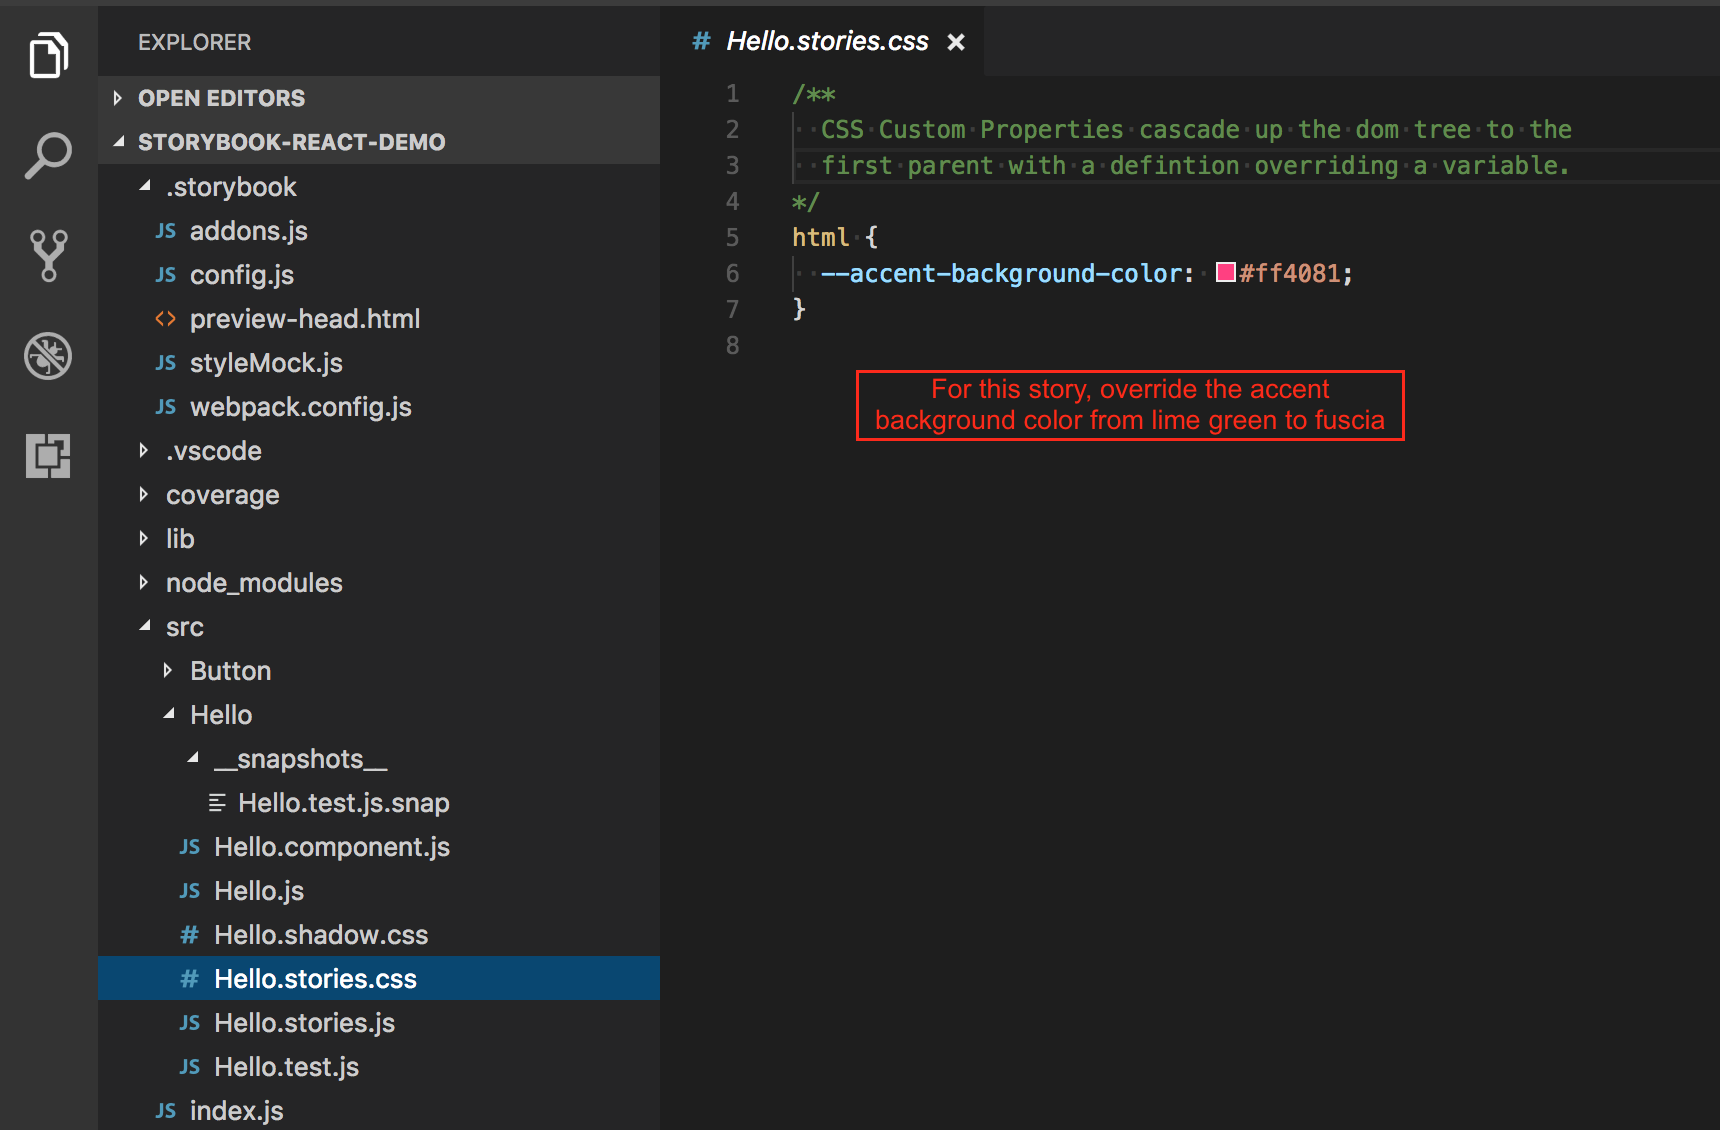 EXPLORER
OPEN EDITORS
STORYBOOK-REACT-DEMO
.storybook
JS addons.js
JS config.js
<> preview-head.html
JS styleMock.js
JS webpack.config.js
.vscode
coverage
lib
node_modules
src
Button
Hello
__snapshots__
Hello.test.js.snap
JS Hello.component.js
JS Hello.js
# Hello.shadow.css
# Hello.stories.css
JS Hello.stories.js
JS Hello.test.js
JS index.js
# Hello.stories.css ×
1 /**
2 CSS Custom Properties cascade up the dom tree to the
3 first parent with a defintion overriding a variable.
4 */
5 html {
6 --accent-background-color: #ff4081;
7 }
8
For this story, override the accent
background color from lime green to fuscia